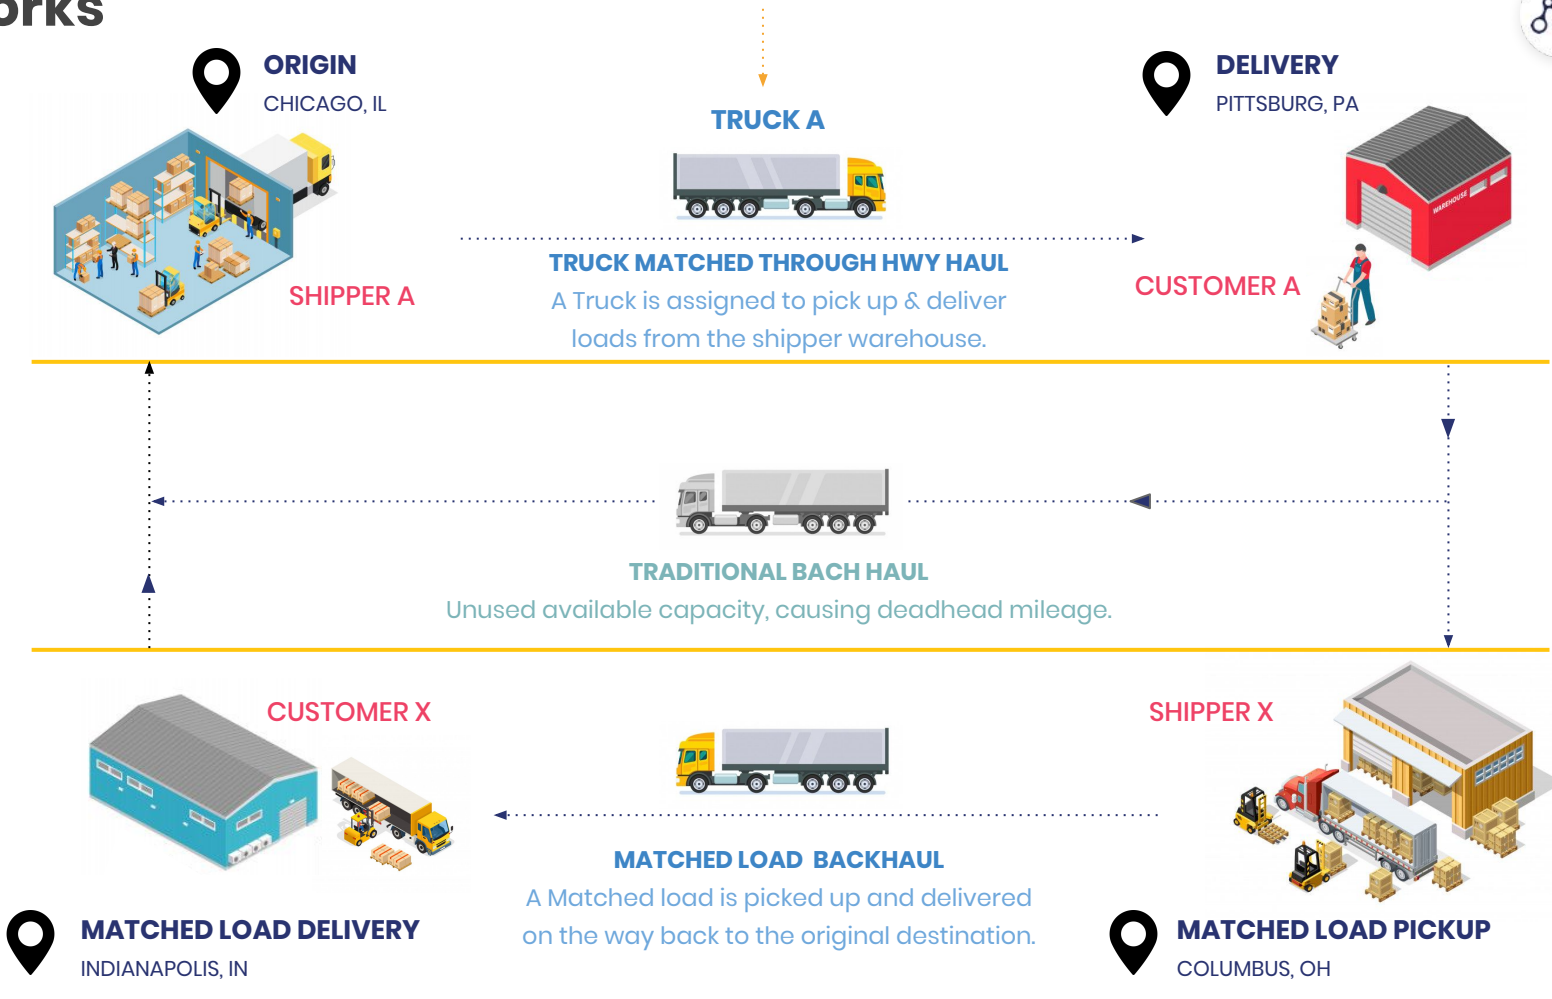 orks
ORIGIN
CHICAGO, IL
DELIVERY
PITTSBURG, PA
TRUCK A
WAREHOUSE
TRUCK MATCHED THROUGH HWY HAUL
A Truck is assigned to pick up & deliver
loads from the shipper warehouse.
SHIPPER A
CUSTOMER A
TRADITIONAL BACH HAUL
Unused available capacity, causing deadhead mileage.
CUSTOMER X
SHIPPER X
MATCHED LOAD BACKHAUL
A Matched load is picked up and delivered
on the way back to the original destination.
MATCHED LOAD DELIVERY
INDIANAPOLIS, IN
MATCHED LOAD PICKUP
COLUMBUS, OH